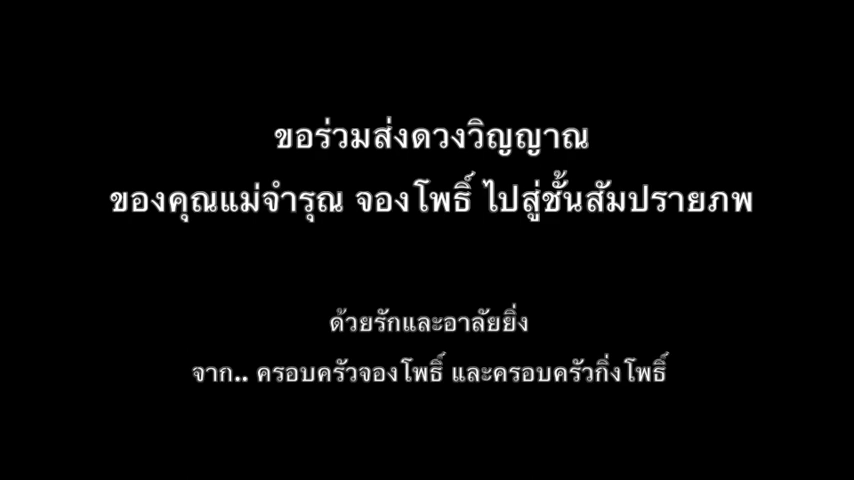 ขอร่วมส่งดวงวิญญาณ
ของคุณแม่จำรุณ จองโพธิ์ ไปสู่ชั้นสัมปรายภพ
ด้วยรักและอาลัยยิ่ง
จาก.. ครอบครัวจองโพธิ์ และครอบครัวกิ่งโพธิ์